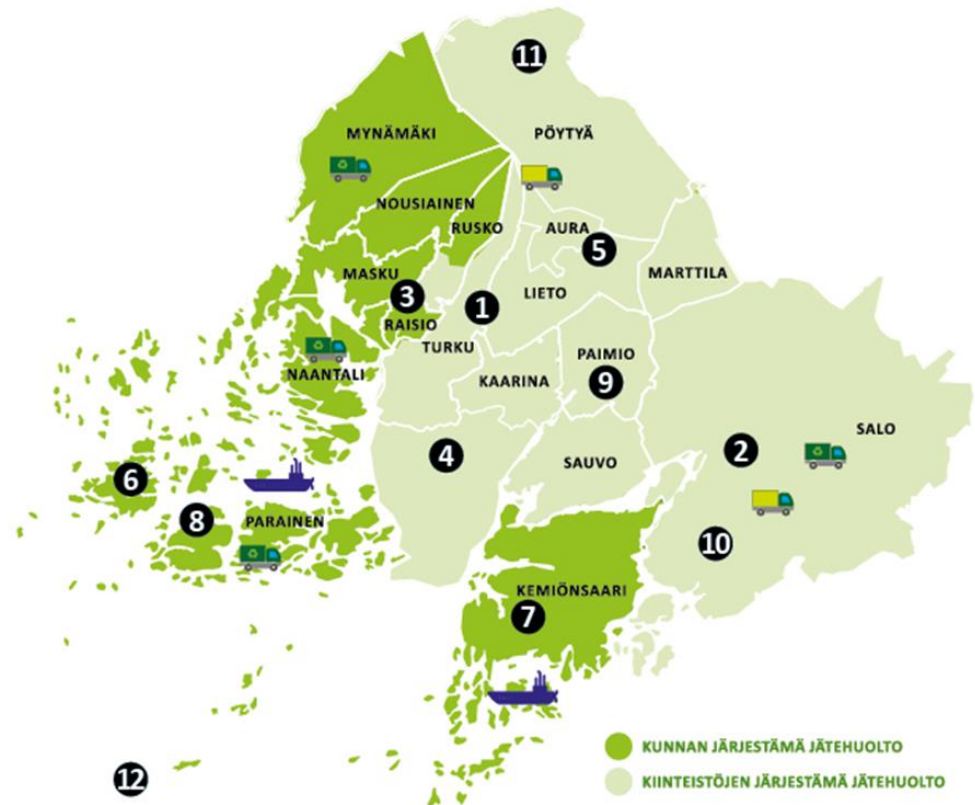 11
MYNÄMÄKI
PÖYTYÄ
NOUSIAINEN
RUSKO
AURA
5
MASKU
MARTTILA
3
LIETO
1
RAISIO
TURKU
PAIMIO
NAANTALI
KAARINA
9
SALO
4
2
SAUVO
6
8
PARAINEN
10
KEMIÖNSAARI
7
KUNNAN JÄRJESTÄMÄ JÄTEHUOLTO
12
KIINTEISTÖJEN JÄRJESTÄMÄ JÄTEHUOLTO